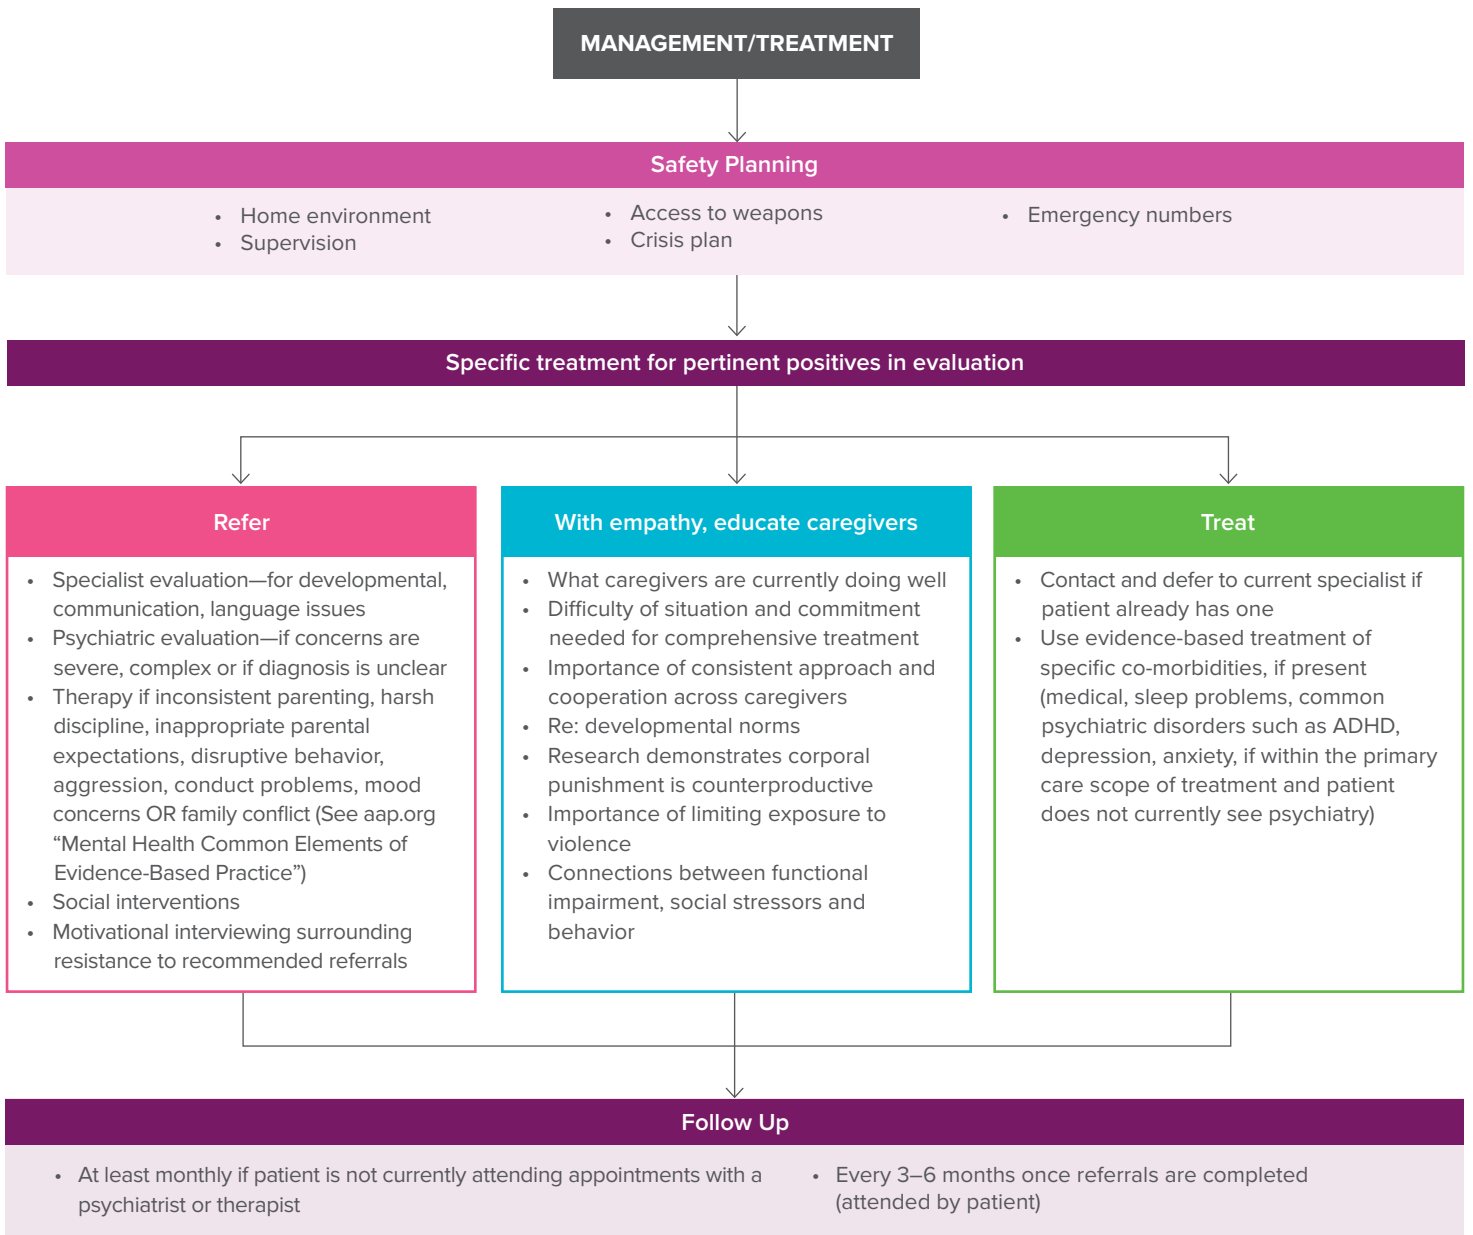 MANAGEMENT/TREATMENT
Safety Planning
• Home environment
• Supervision
• Access to weapons
• Crisis plan
• Emergency numbers
Specific treatment for pertinent positives in evaluation
Refer
• Specialist evaluation—for developmental,
communication, language issues
• Psychiatric evaluation—if concerns are
severe, complex or if diagnosis is unclear
• Therapy if inconsistent parenting, harsh
discipline, inappropriate parental
expectations, disruptive behavior,
aggression, conduct problems, mood
concerns OR family conflict (See aap.org
“Mental Health Common Elements of
Evidence-Based Practice”)
• Social interventions
• Motivational interviewing surrounding
resistance to recommended referrals
With empathy, educate caregivers
• What caregivers are currently doing well
• Difficulty of situation and commitment
needed for comprehensive treatment
• Importance of consistent approach and
cooperation across caregivers
• Re: developmental norms
• Research demonstrates corporal
punishment is counterproductive
• Importance of limiting exposure to
violence
• Connections between functional
impairment, social stressors and
behavior
Treat
• Contact and defer to current specialist if
patient already has one
• Use evidence-based treatment of
specific co-morbidities, if present
(medical, sleep problems, common
psychiatric disorders such as ADHD,
depression, anxiety, if within the primary
care scope of treatment and patient
does not currently see psychiatry)
Follow Up
• At least monthly if patient is not currently attending appointments with a
psychiatrist or therapist
• Every 3–6 months once referrals are completed
(attended by patient)